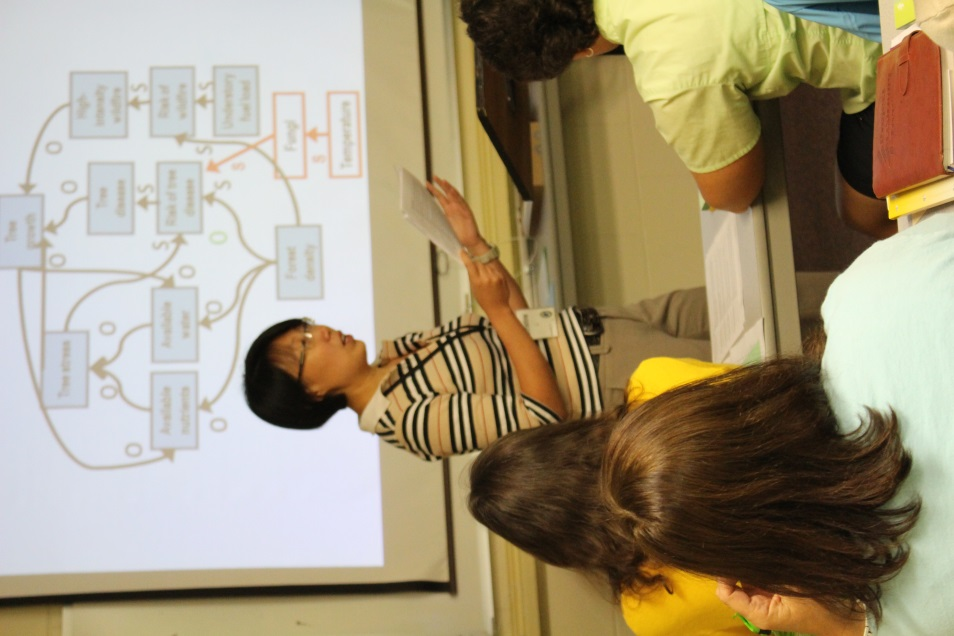 Tree
growth
O
O
O
Tree stress
High-
intensity
wildfire
Tree
disease
O
O
O
S
S
Available
nutrients
Available
water
Risk of tree
disease
Risk of
wildfire
S
O
S
S
O
O
O
S
S
Understory
fuel load
S
Fungi
Forest
density
S
Temperature